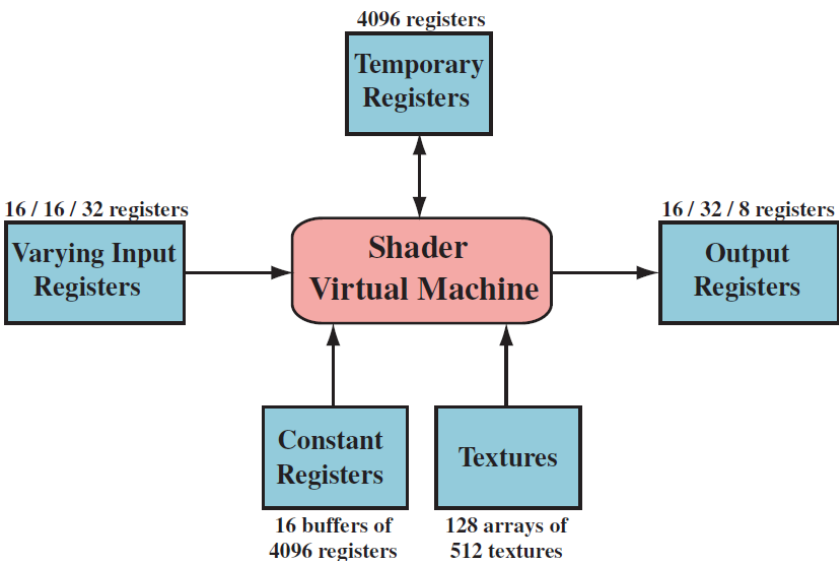 4096 registers
Temporary
Registers
16 / 16 / 32 registers
Varying Input
Registers
Shader
Virtual Machine
16 / 32 / 8 registers
Output
Registers
Constant
Registers
16 buffers of
4096 registers
Textures
128 arrays of
512 textures